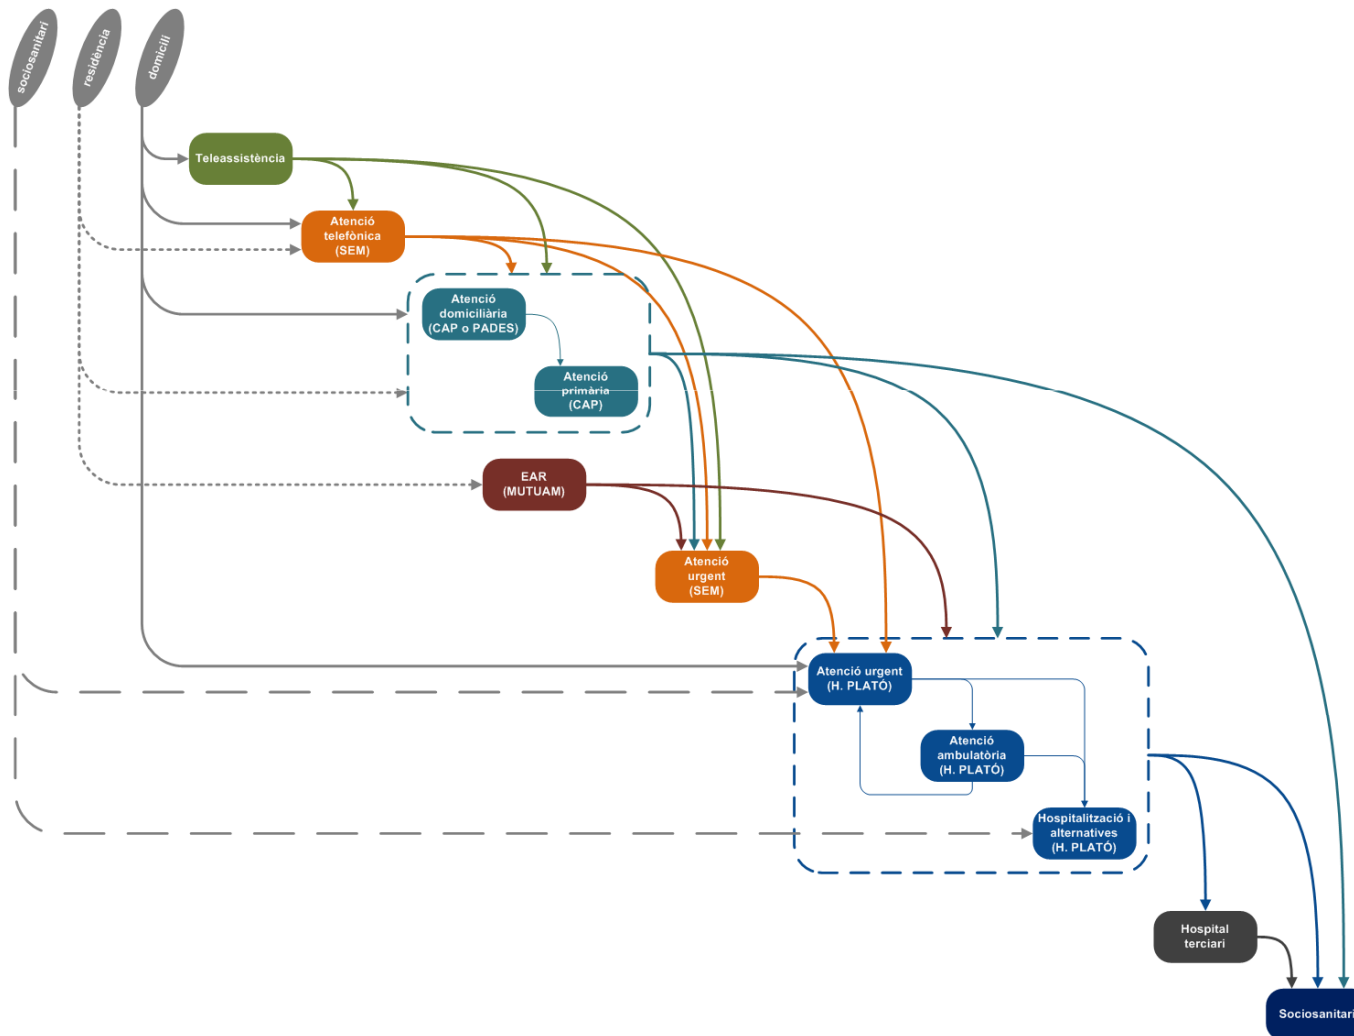 sociosanitari
residència
domicili
Teleassistència
Atenció
telefònica
(SEM)
Atenció
domiciliària
(CAP o PADES)
Atenció
primària
(CAP)
EAR
(MUTUAM)
Atenció
urgent
(SEM)
Atenció urgent
(H. PLATÓ)
Atenció
ambulatòria
(H. PLATÓ)
Hospitalització i
alternatives
(H. PLATÓ)
Hospital
terciari
Sociosanitari